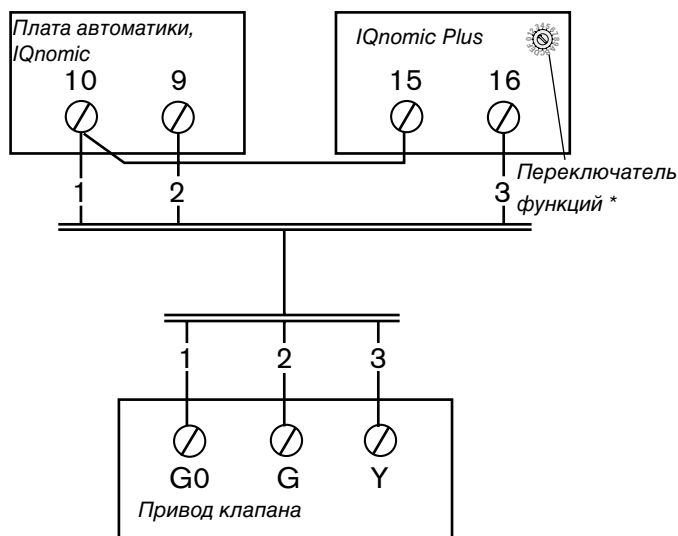 Плата автоматики,
IQnomic
10 9
IQnomic Plus
15 16
Переключатель
функций *
1 2 3
1 2 3
G0 G Y
Привод клапана